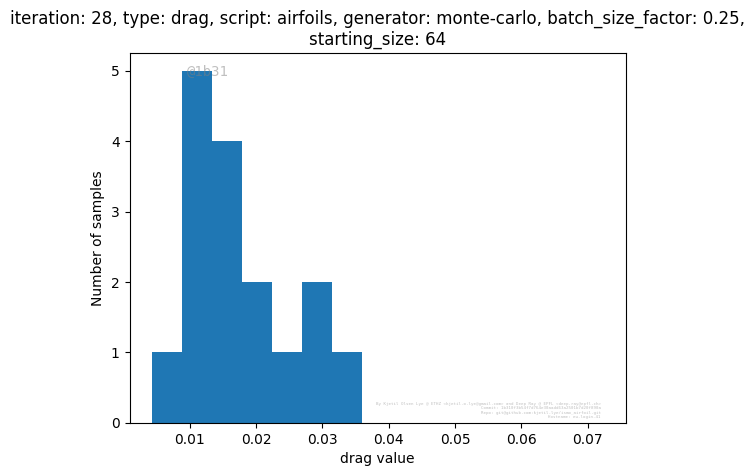 iteration: 28, type: drag, script: airfoils, generator: monte-carlo, batch_size_factor: 0.25,
starting_size: 64
@1b31
5
4
3
2
1
0
Number of samples
0.01 0.02 0.03 0.04 0.05 0.06 0.07
drag value